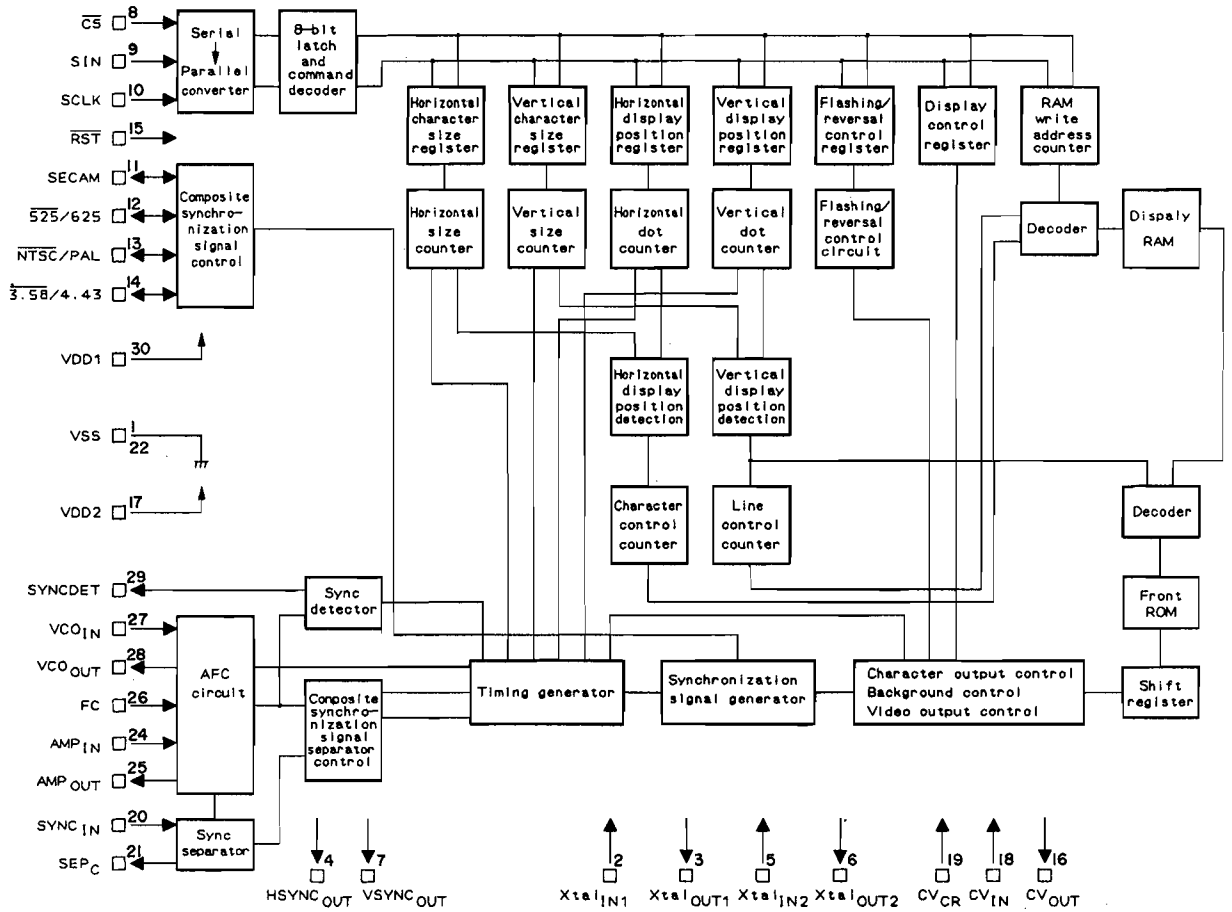 CS 8
SIN 9
SCLK 10
RST 15
SECAM 11
525/625 12
NTSC/PAL 13
3.58/4.43 14
VDD1 30
VSS 1
22
VDD2 17
SYNCDET 29
VCOIN 27
VCOOUT 28
FC 26
AMPIN 24
AMPOUT 25
SYNCIN 20
SEPC 21
Serial
Parallel
converter
8-bit
latch
and
command
decoder
Horizontal
character
size
register
Vertical
character
size
register
Horizontal
display
position
register
Vertical
display
position
register
Flashing/
reversal
control
register
Display
control
register
RAM
write
address
counter
Composite
synchro-
nization
signal
control
Horizontal
size
counter
Vertical
size
counter
Horizontal
dot
counter
Vertical
dot
counter
Flashing/
reversal
control
circuit
Decoder
Dispaly
RAM
Horizontal
display
position
detection
Vertical
display
position
detection
Character
control
counter
Line
control
counter
Decoder
Front
ROM
Shift
register
Sync
detector
AFC
circuit
Composite
synchro-
nization
signal
separator
control
Timing generator
Synchronization
signal generator
Character output control
Background control
Video output control
Sync
separator
4
HSYNCOUT
7
VSYNCOUT
2
XtalIN1
3
XtalOUT1
5
XtalIN2
6
XtalOUT2
19
CVCR
18
CVIN
16
CVOUT